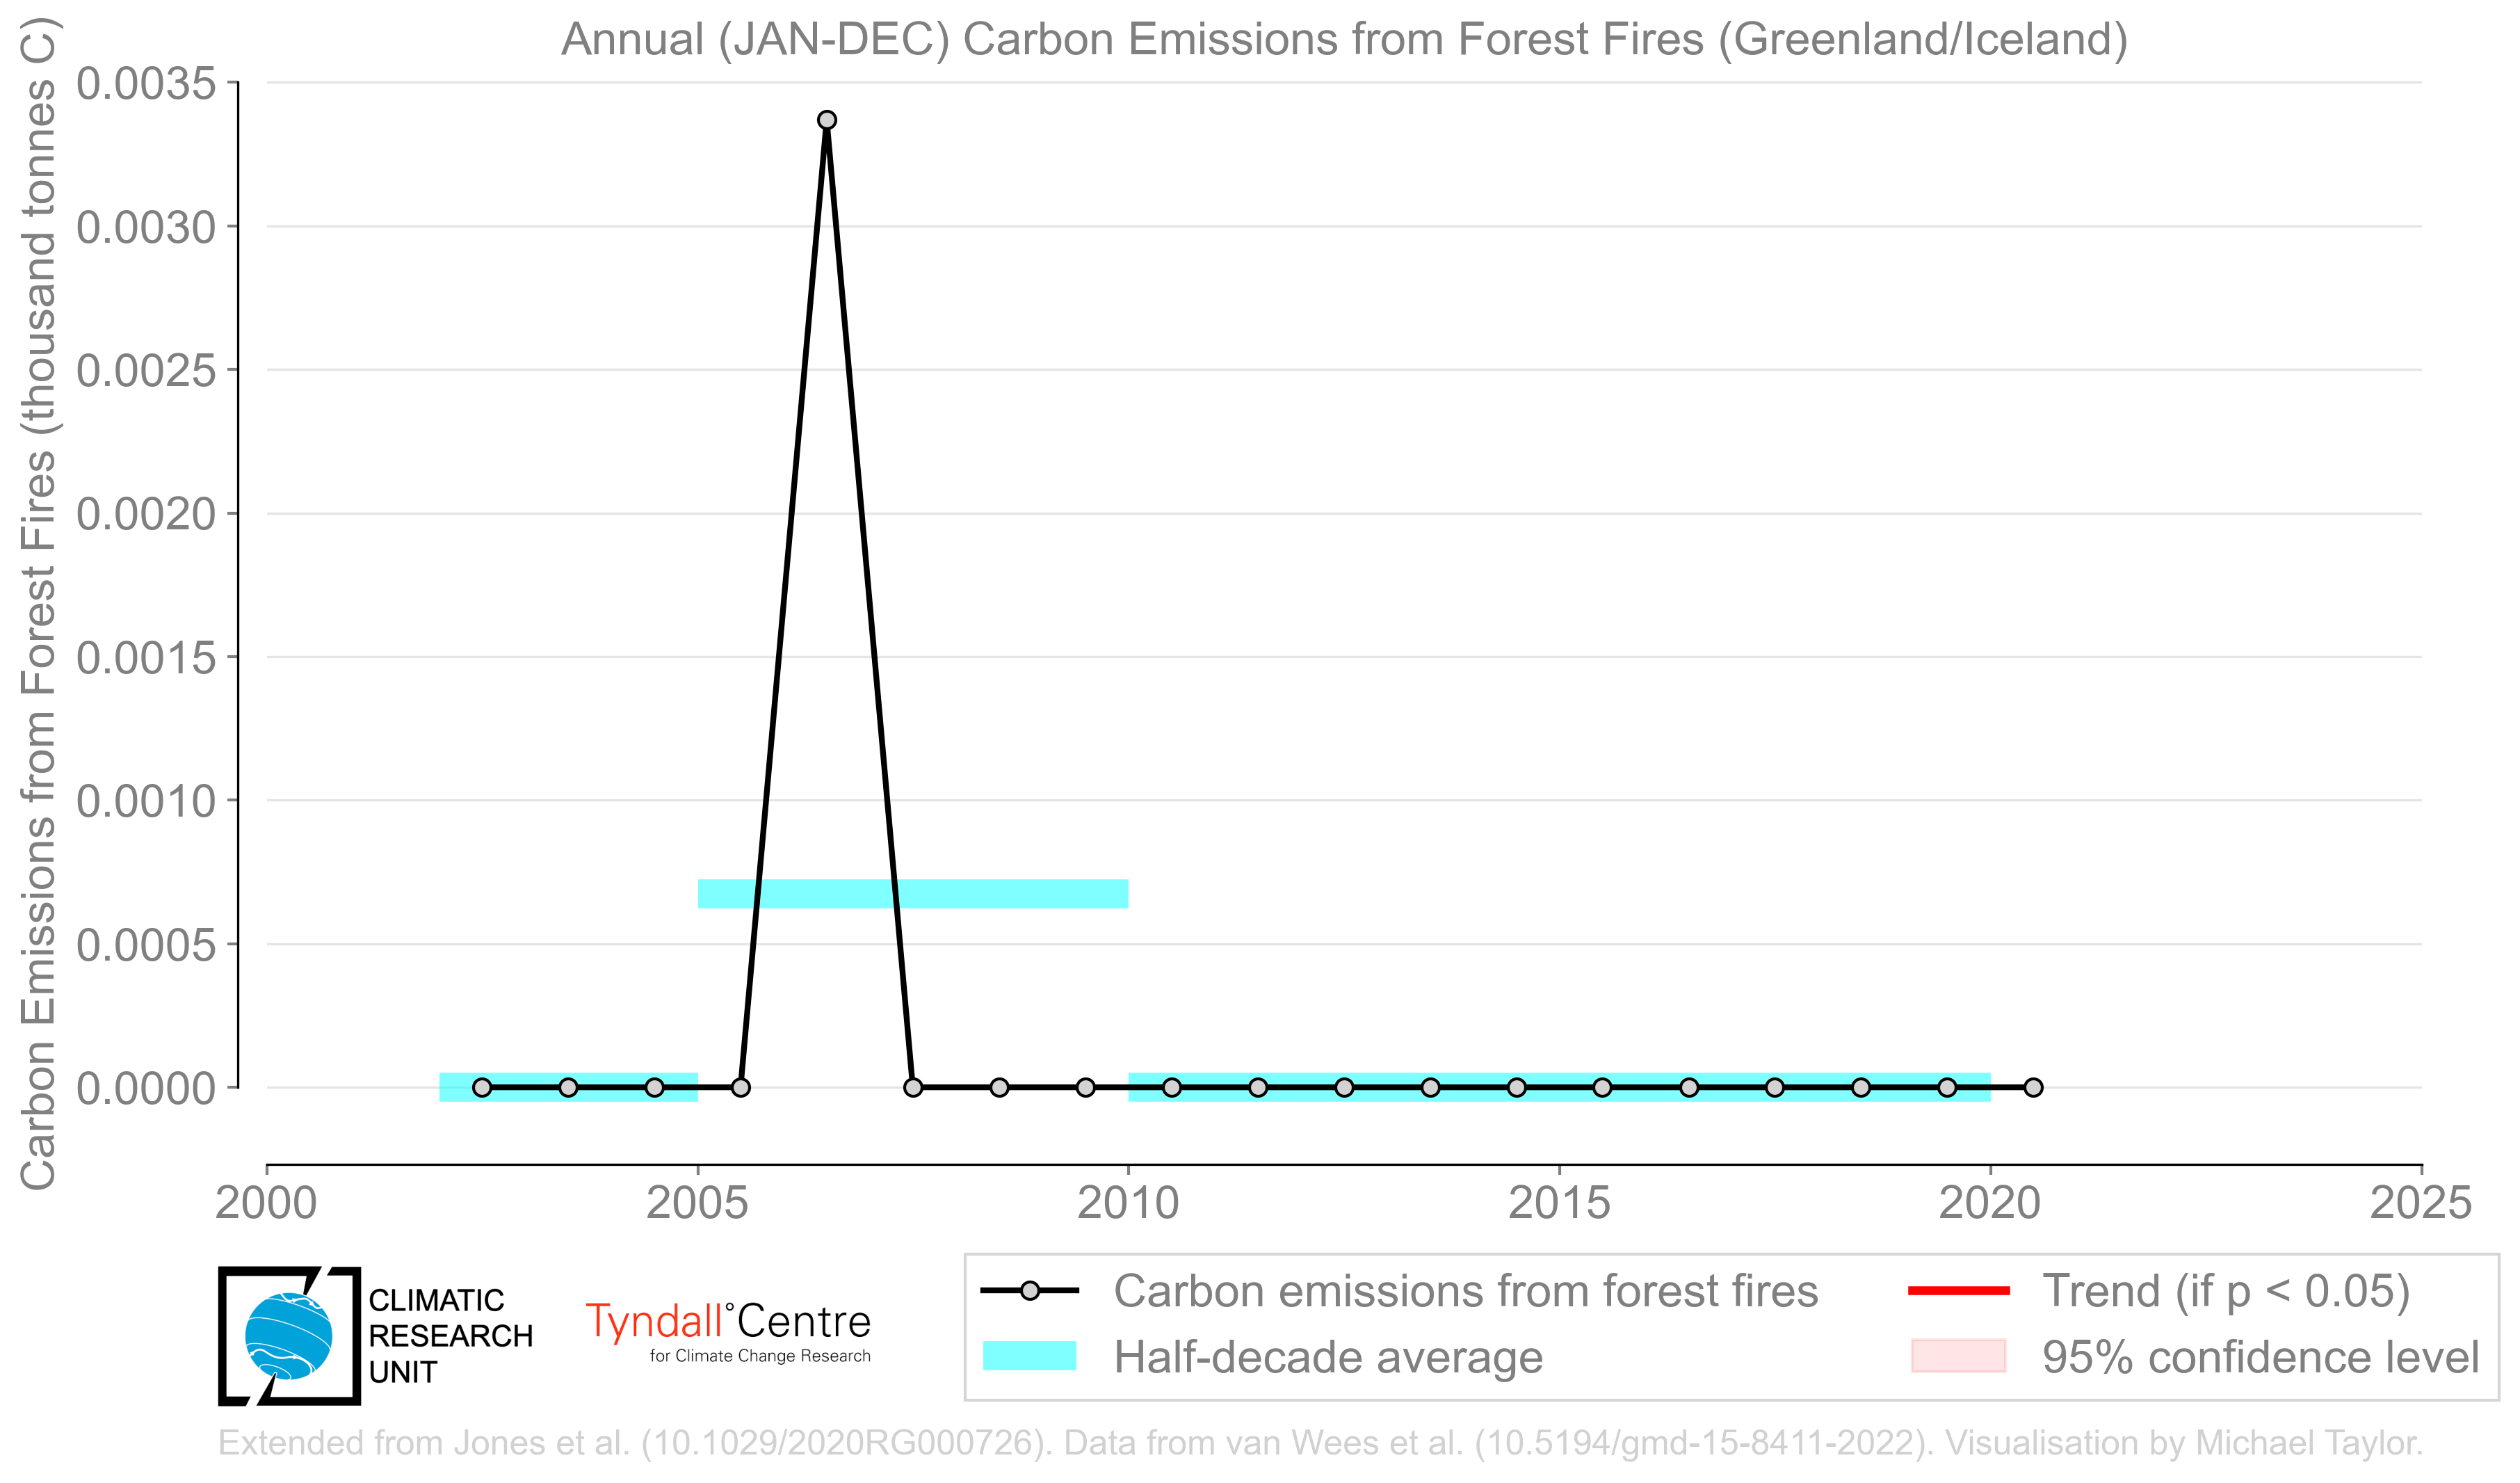 Annual (JAN-DEC) Carbon Emissions from Forest Fires (Greenland/Iceland)
Carbon Emissions from Forest Fires (thousand tonnes C)
0.0035
0.0030
0.0025
0.0020
0.0015
0.0010
0.0005
0.0000
2000 2005 2010 2015 2020 2025
CLIMATIC
RESEARCH
UNIT
Tyndall°Centre
for Climate Change Research
Carbon emissions from forest fires
Half-decade average
Trend (if p < 0.05)
95% confidence level
Extended from Jones et al. (10.1029/2020RG000726). Data from van Wees et al. (10.5194/gmd-15-8411-2022). Visualisation by Michael Taylor.